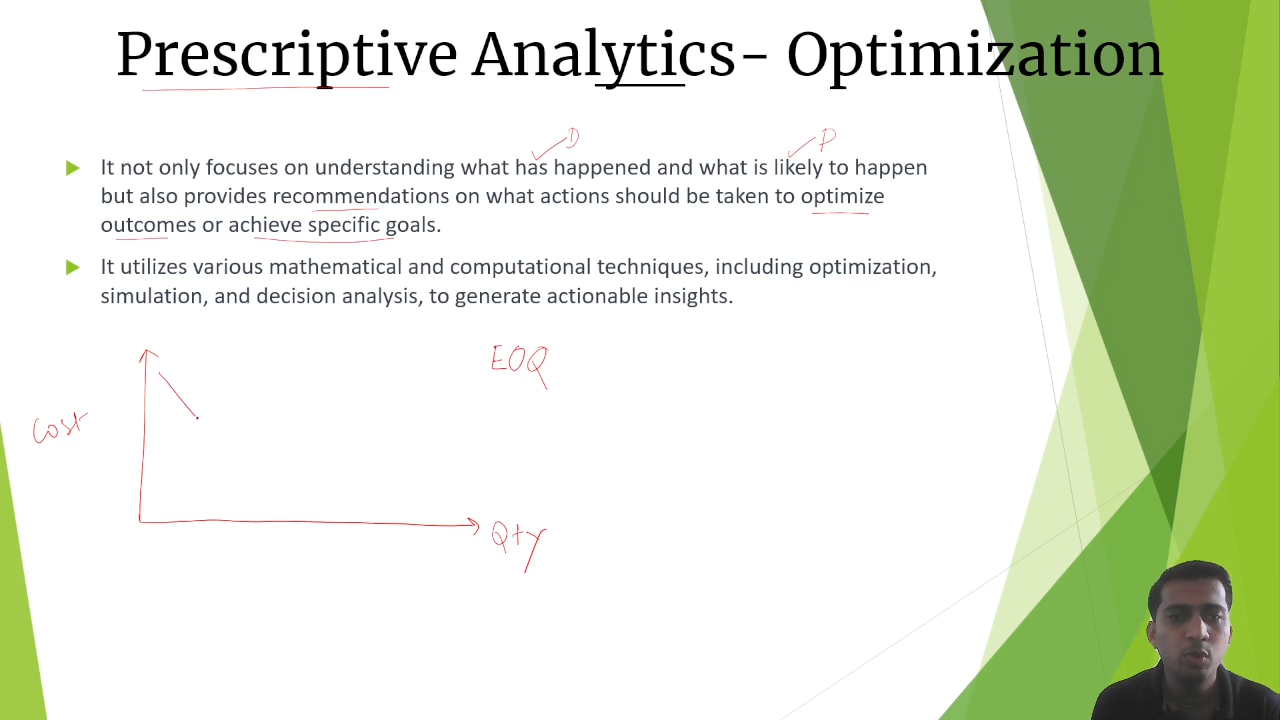 Prescriptive Analytics- Optimization
D
P
It not only focuses on understanding what has happened and what is likely to happen
but also provides recommendations on what actions should be taken to optimize
outcomes or achieve specific goals.
It utilizes various mathematical and computational techniques, including optimization,
simulation, and decision analysis, to generate actionable insights.
EOQ
Cost
Qty